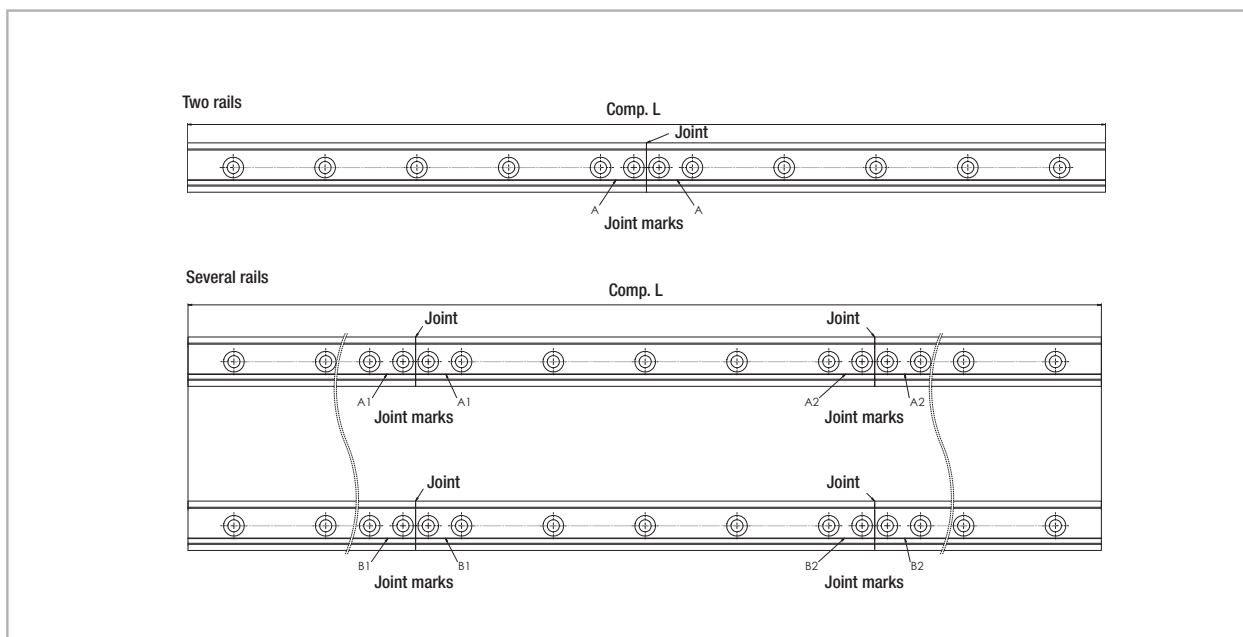 Two rails
Comp. L
Joint
A A
Joint marks
Several rails
Comp. L
Joint Joint
A1 A1 A2 A2
Joint marks Joint marks
Joint Joint
B1 B1 B2 B2
Joint marks Joint marks